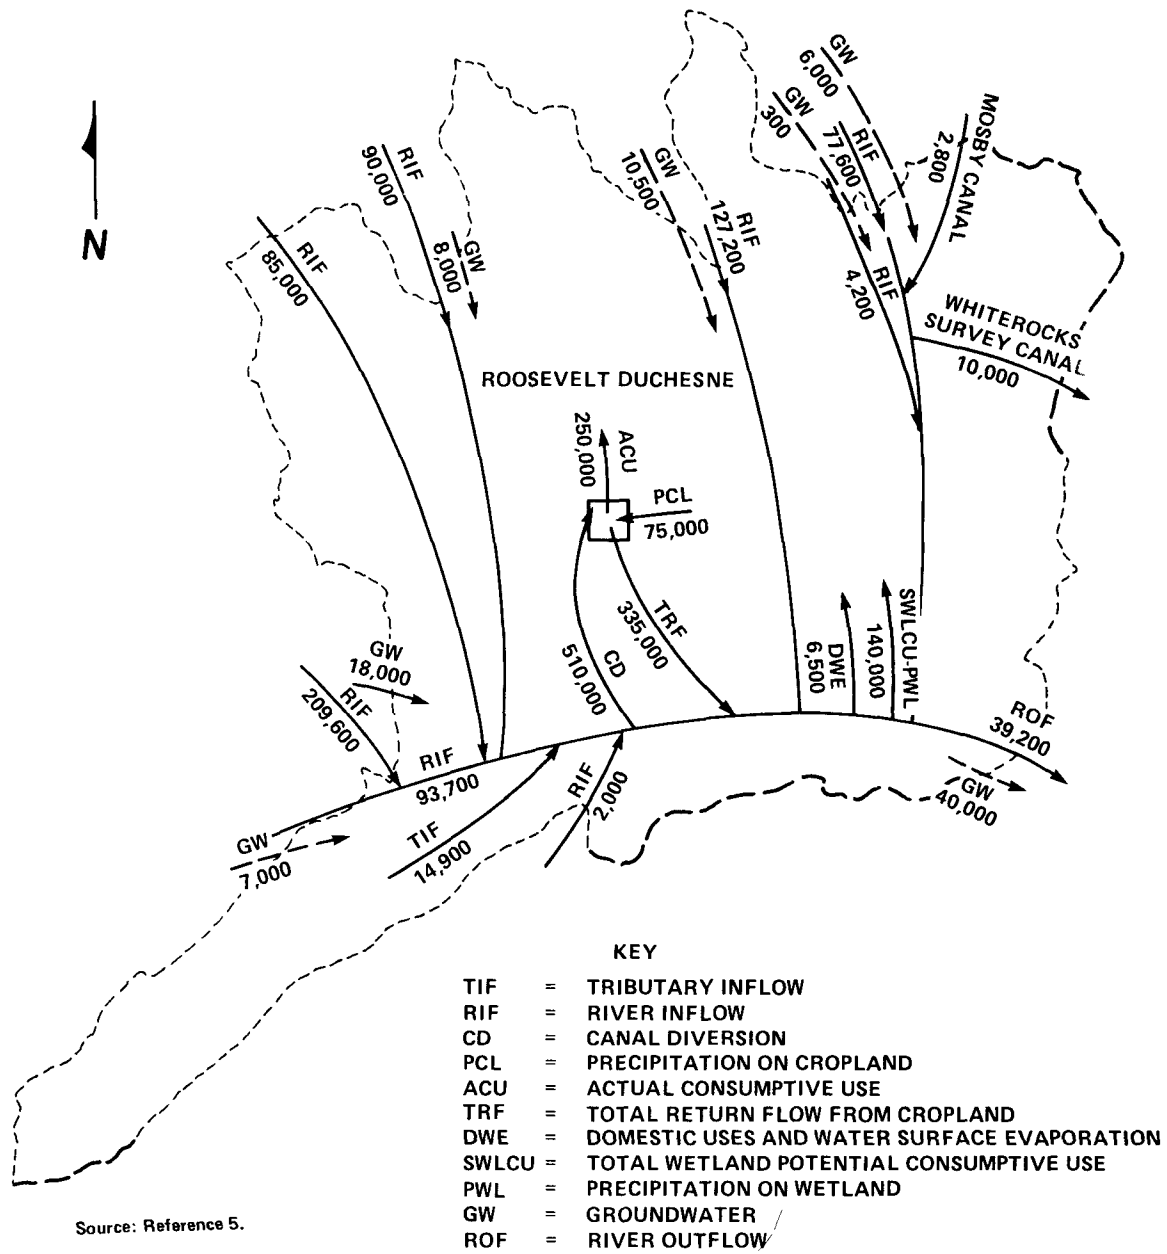 GW
6,000
GW
300
RIF
77,600
MOSBY CANAL
2,800
RIF
90,000
GW
10,500
RIF
127,200
N
RIF
85,000
GW
8,000
RIF
4,200
WHITEROCKS
SURVEY CANAL
10,000
ROOSEVELT DUCHESNE
250,000
ACU
PCL
75,000
TRF
335,000
CD
510,000
DWE
6,500
SWLCU-PWL
140,000
GW
18,000
RIF
209,600
RIF
93,700
ROF
39,200
GW
40,000
GW
7,000
TIF
14,900
RIF
2,000
KEY
TIF = TRIBUTARY INFLOW
RIF = RIVER INFLOW
CD = CANAL DIVERSION
PCL = PRECIPITATION ON CROPLAND
ACU = ACTUAL CONSUMPTIVE USE
TRF = TOTAL RETURN FLOW FROM CROPLAND
DWE = DOMESTIC USES AND WATER SURFACE EVAPORATION
SWLCU = TOTAL WETLAND POTENTIAL CONSUMPTIVE USE
PWL = PRECIPITATION ON WETLAND
GW = GROUNDWATER
ROF = RIVER OUTFLOW
Source: Reference 5.